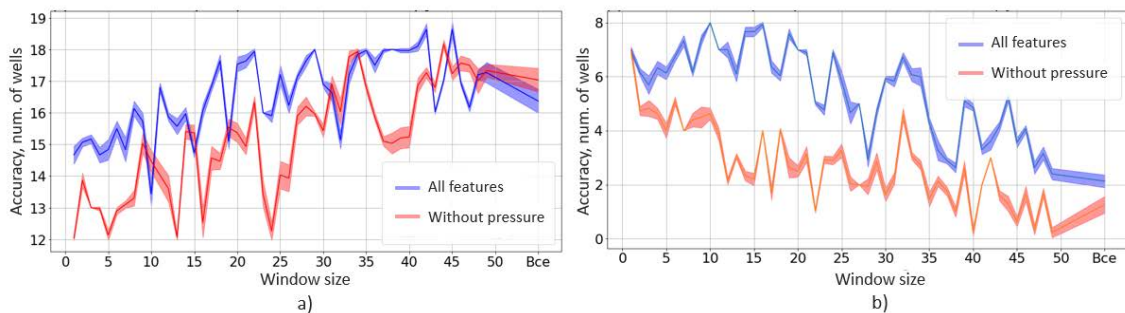 Accuracy, num. of wells
19
18
17
16
15
14
13
12
0 5 10 15 20 25 30 35 40 45 50 Все
Window size
All features
Without pressure
a)
Accuracy, num. of wells
8
6
4
2
0
0 5 10 15 20 25 30 35 40 45 50 Все
Window size
All features
Without pressure
b)